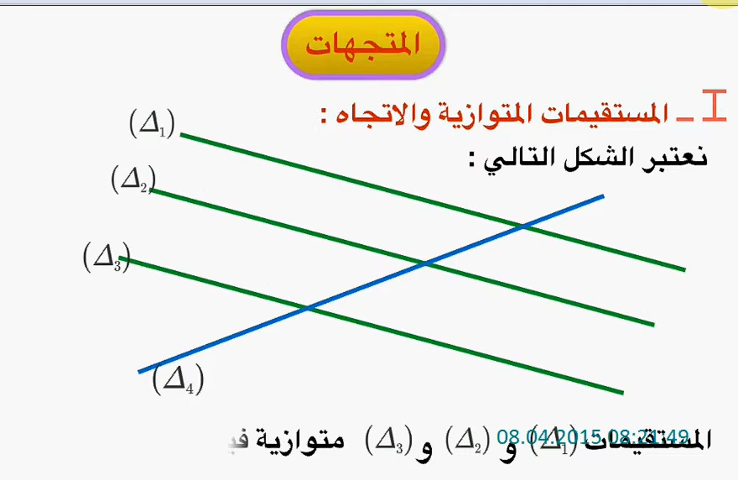 المتجهات
I – المستقيمات المتوازية والاتجاه :
نعتبر الشكل التالي :
(Δ₁)
(Δ₂)
(Δ₃)
(Δ₄)
المستقيمات (Δ₁) و (Δ₂) و (Δ₃) متوازية
08.04.2015 08:21:49